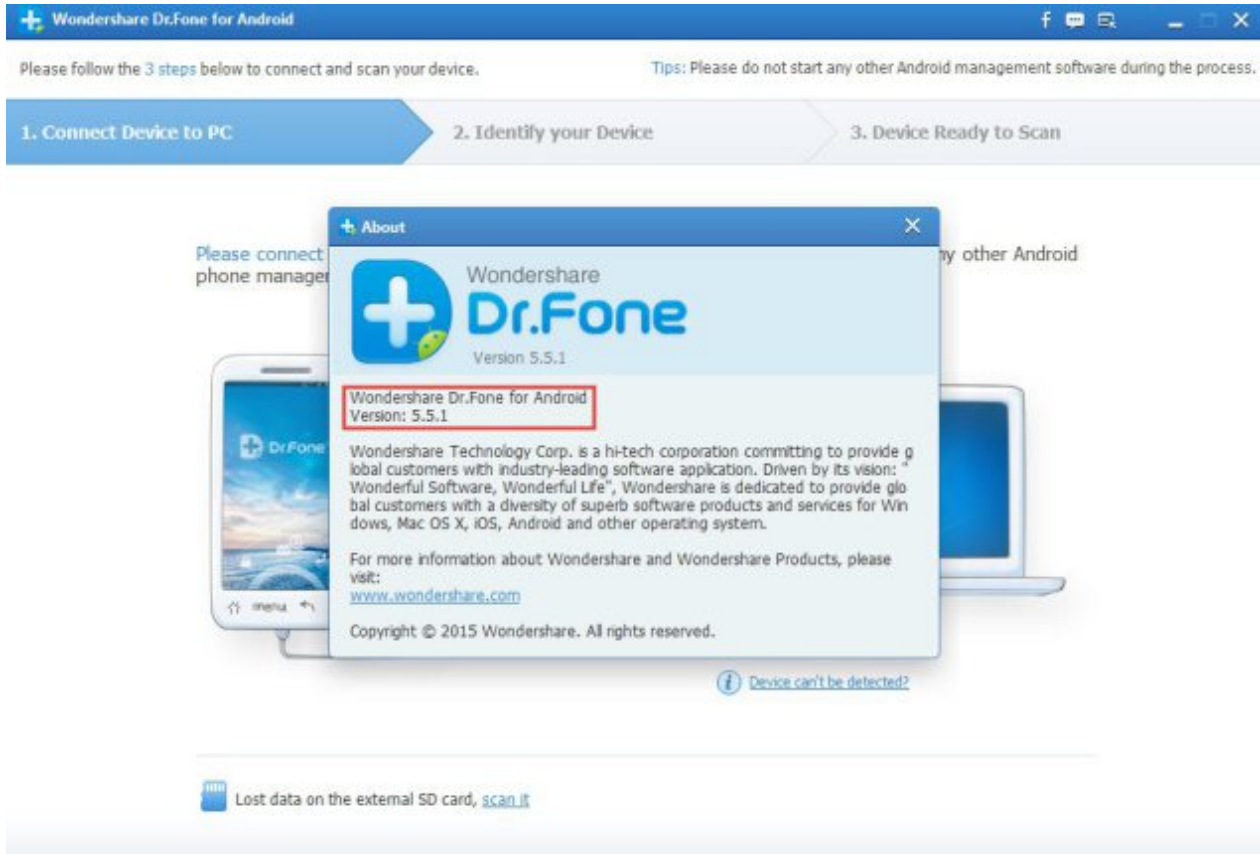 Wondershare Dr.Fone for Android
Please follow the 3 steps below to connect and scan your device.
Tips: Please do not start any other Android management software during the process.
1. Connect Device to PC
2. Identify your Device
3. Device Ready to Scan
Please connect
ny other Android
phone manager
About
Wondershare
Dr.Fone
Version 5.5.1
Wondershare Dr.Fone for Android
Version: 5.5.1
Wondershare Technology Corp. is a hi-tech corporation committing to provide g
lobal customers with industry-leading software application. Driven by its vision: "
Wonderful Software, Wonderful Life", Wondershare is dedicated to provide glo
bal customers with a diversity of superb software products and services for Win
dows, Mac OS X, iOS, Android and other operating system.
For more information about Wondershare and Wondershare Products, please
visit:
www.wondershare.com
Copyright © 2015 Wondershare. All rights reserved.
Dr.Fone
menu
Device can't be detected?
Lost data on the external SD card, scan it